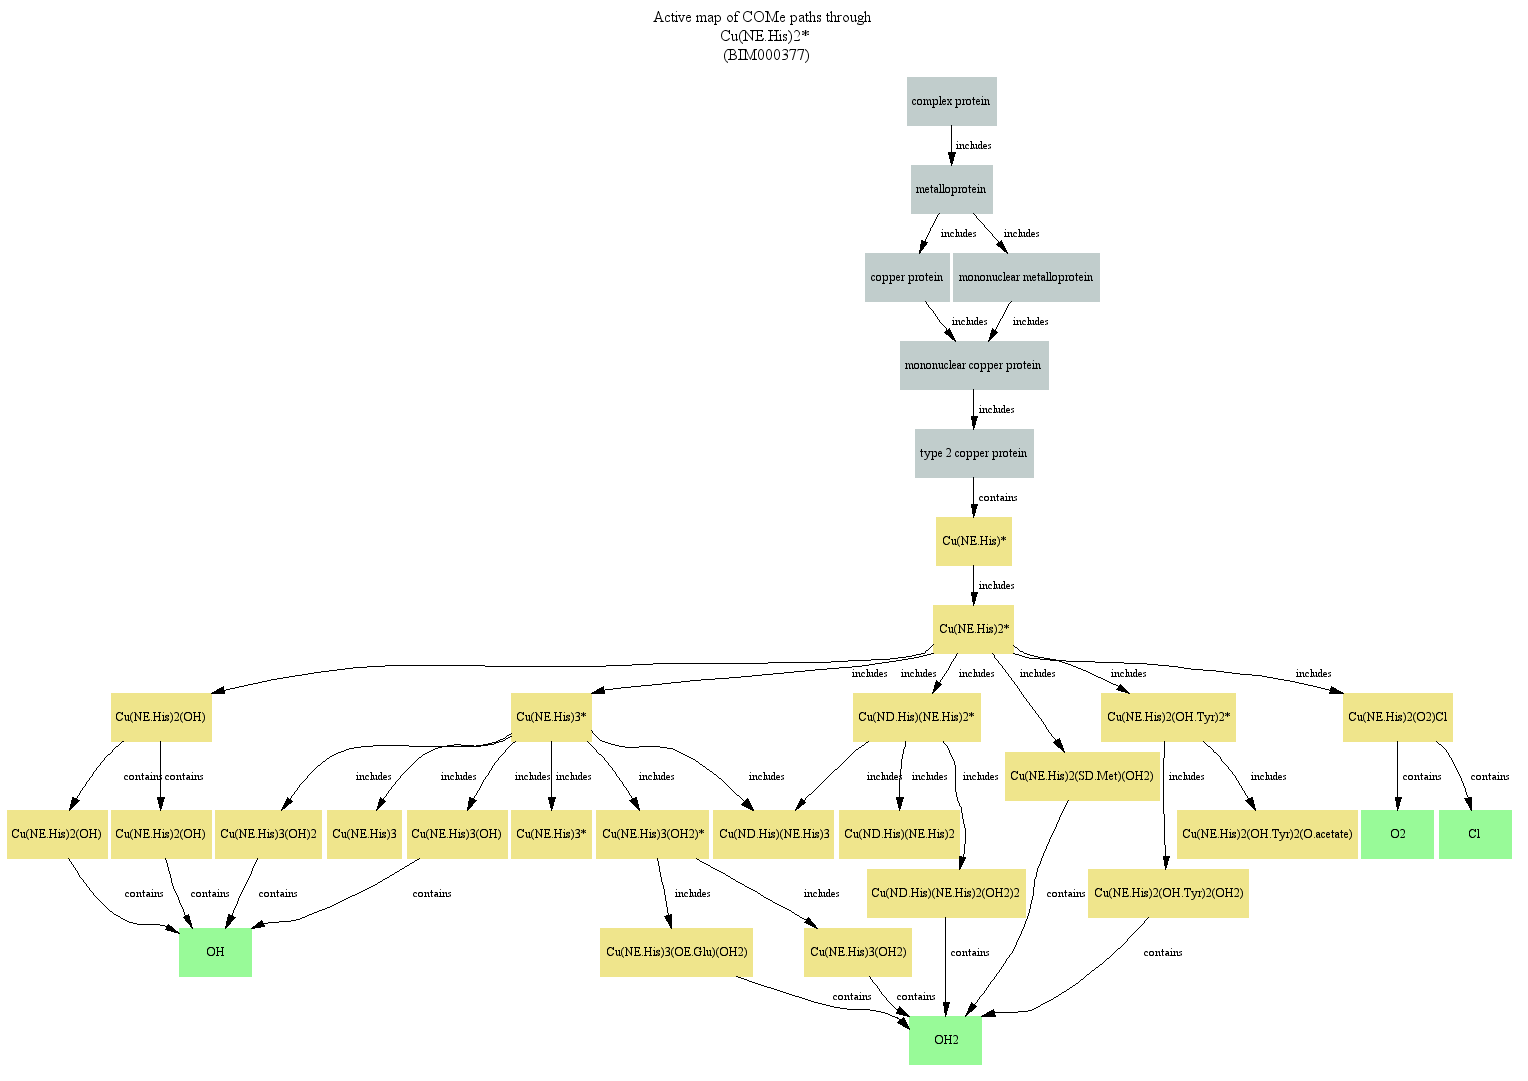 Active map of COMe paths through
Cu(NE.His)2*
(BIM000377)
complex protein
includes
metalloprotein
includes includes
copper protein mononuclear metalloprotein
includes includes
mononuclear copper protein
includes
type 2 copper protein
contains
Cu(NE.His)*
includes
Cu(NE.His)2*
includes includes includes includes includes includes
Cu(NE.His)2(OH) Cu(NE.His)3* Cu(ND.His)(NE.His)2* Cu(NE.His)2(OH.Tyr)2* Cu(NE.His)2(O2)Cl
Cu(NE.His)2(SD.Met)(OH2)
contains contains includes includes includes includes includes includes includes includes includes includes includes contains contains
Cu(NE.His)2(OH) Cu(NE.His)2(OH) Cu(NE.His)3(OH)2 Cu(NE.His)3 Cu(NE.His)3(OH) Cu(NE.His)3* Cu(NE.His)3(OH2)* Cu(ND.His)(NE.His)3 Cu(ND.His)(NE.His)2 Cu(NE.His)2(OH.Tyr)2(O.acetate) O2 Cl
contains contains contains contains includes includes Cu(ND.His)(NE.His)2(OH2)2 contains Cu(NE.His)2(OH.Tyr)2(OH2)
OH Cu(NE.His)3(OE.Glu)(OH2) Cu(NE.His)3(OH2) contains contains
contains contains
OH2